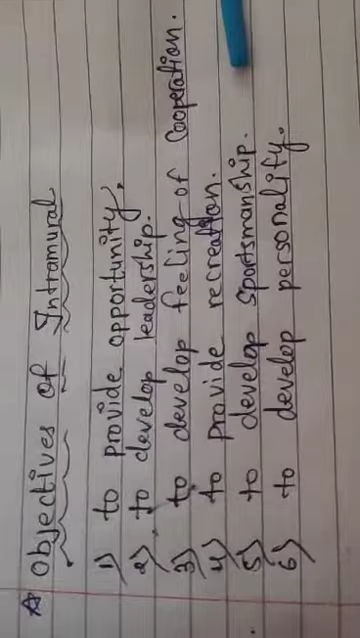 ☆ Objectives of Intramural
1) to provide opportunity.
2) to develop leadership.
3) to develop feeling of Cooperation.
4) to provide recreation.
5) to develop Sportsmanship.
6) to develop personality.